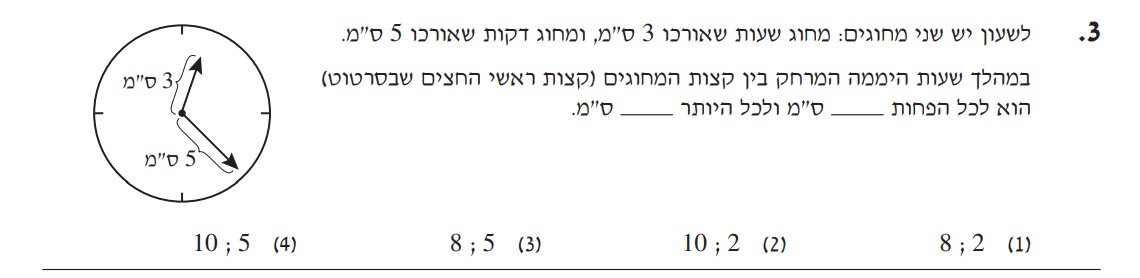 3. לשעון יש שני מחוגים: מחוג שעות שאורכו 3 ס"מ, ומחוג דקות שאורכו 5 ס"מ.
במהלך שעות היממה המרחק בין קצות המחוגים (קצות ראשי החצים שבסרטוט)
הוא לכל הפחות _____ ס"מ ולכל היותר _____ ס"מ.
3 ס"מ
5 ס"מ
(1) 2 ; 8 (2) 2 ; 10 (3) 5 ; 8 (4) 5 ; 10